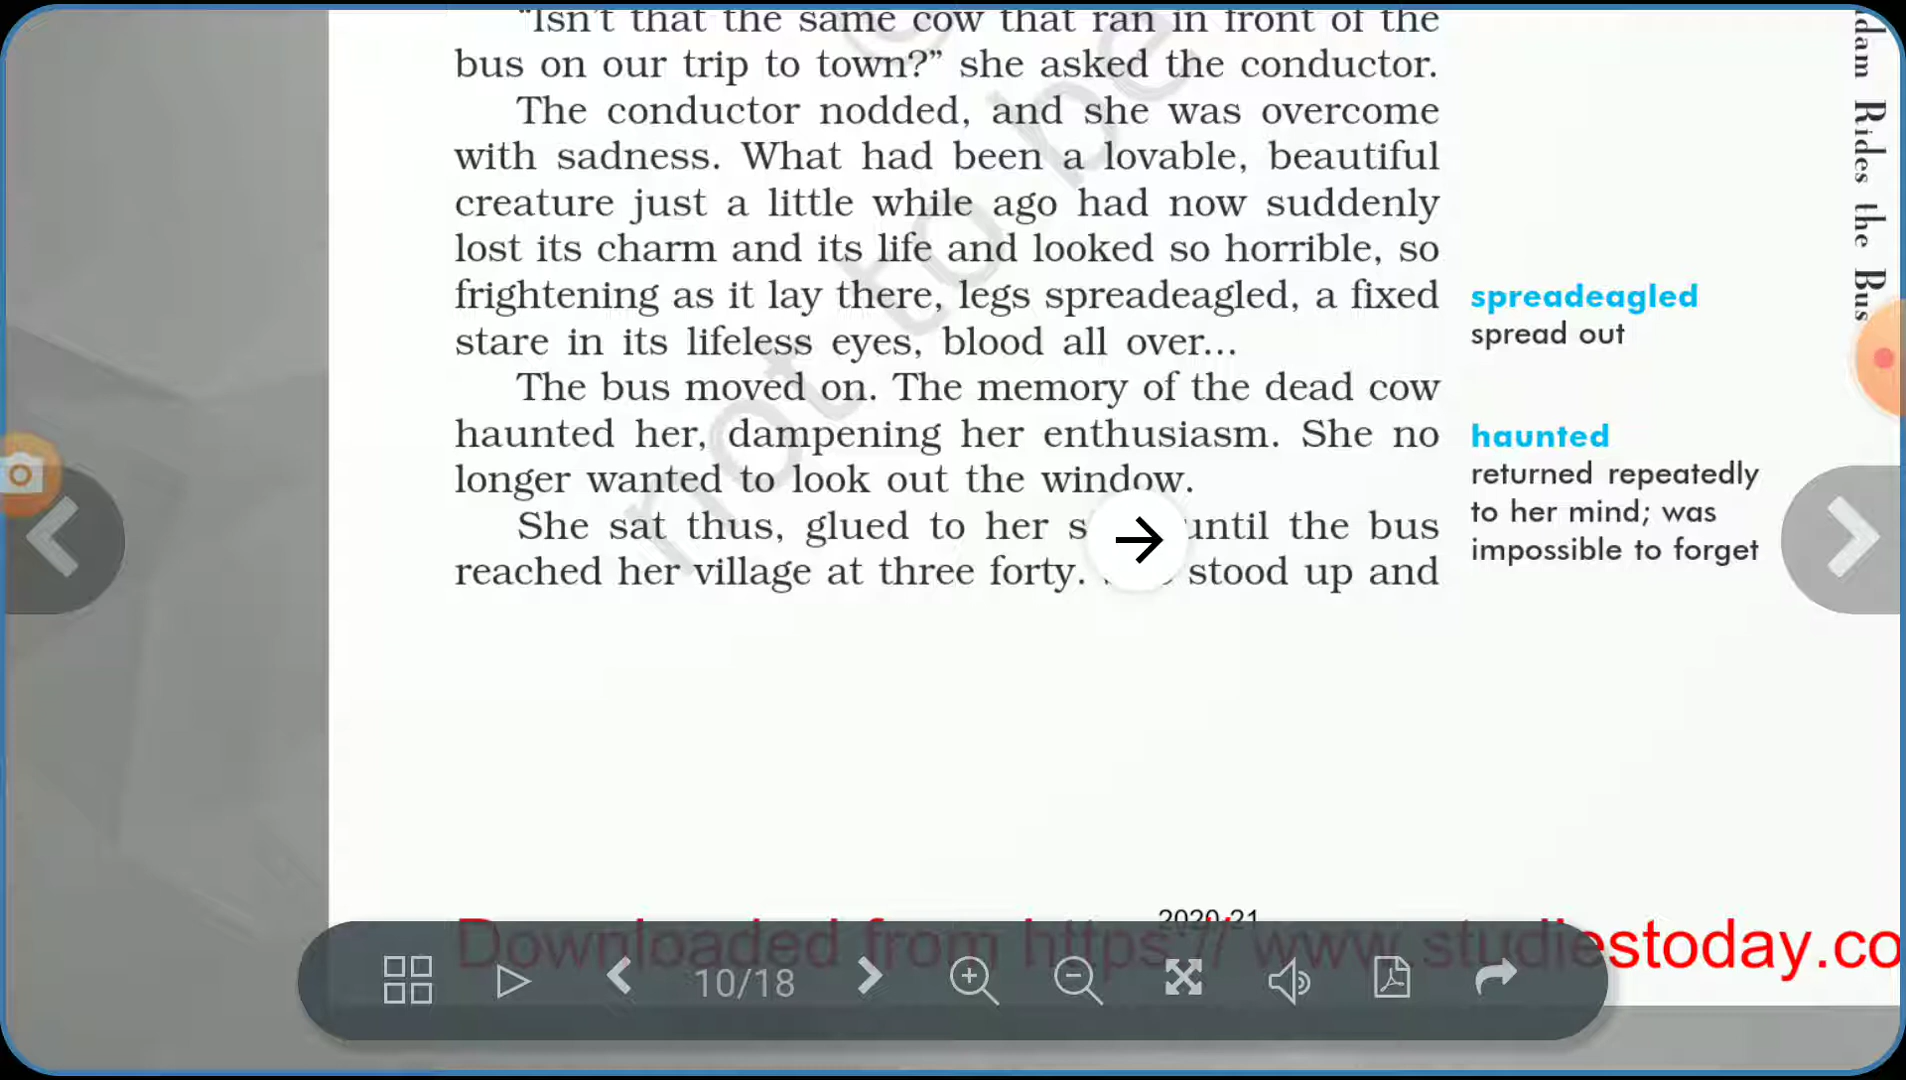 "Isn't that the same cow that ran in front of the
bus on our trip to town?" she asked the conductor.
The conductor nodded, and she was overcome
with sadness. What had been a lovable, beautiful
creature just a little while ago had now suddenly
lost its charm and its life and looked so horrible, so
frightening as it lay there, legs spreadeagled, a fixed
stare in its lifeless eyes, blood all over...
The bus moved on. The memory of the dead cow
haunted her, dampening her enthusiasm. She no
longer wanted to look out the window.
She sat thus, glued to her until the bus
reached her village at three forty. stood up and
spreadeagled
spread out
haunted
returned repeatedly
to her mind; was
impossible to forget
dam Rides the Bus
not to be
2020-21
Downloaded from https:// www.studiestoday.co
10/18